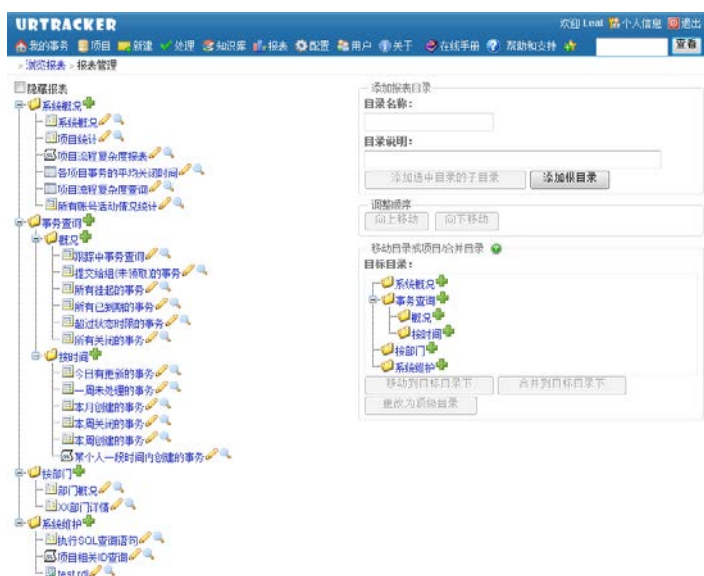 URTRACKER
欢迎 Leal 个人信息 退出
我的事务 项目 新建 处理 知识库 报表 配置 用户 关于 在线手册 帮助和支持 查看
浏览报表 » 报表管理
隐藏报表
系统概况
系统概况
项目统计
项目流程复杂度报表
各项目事务的平均关闭时间
项目流程复杂度查询
所有账号活动情况统计
事务查询
概况
跟踪中事务查询
提交给组(未领取)的事务
所有挂起的事务
所有已到期的事务
超过状态时限的事务
所有关闭的事务
按时间
今日有更新的事务
一周未处理的事务
本月创建的事务
本周关闭的事务
本周创建的事务
某个人一段时间内创建的事务
按部门
部门概况
XX部门详情
系统维护
执行SQL查询语句
项目相关ID查询
test.rdl
添加报表目录
目录名称:
目录说明:
添加选中目录的子目录 添加根目录
调整顺序
向上移动 向下移动
移动目录或项目/合并目录
目标目录:
系统概况
事务查询
概况
按时间
按部门
系统维护
移动到目标目录下 合并到目标目录下
更改为顶级目录